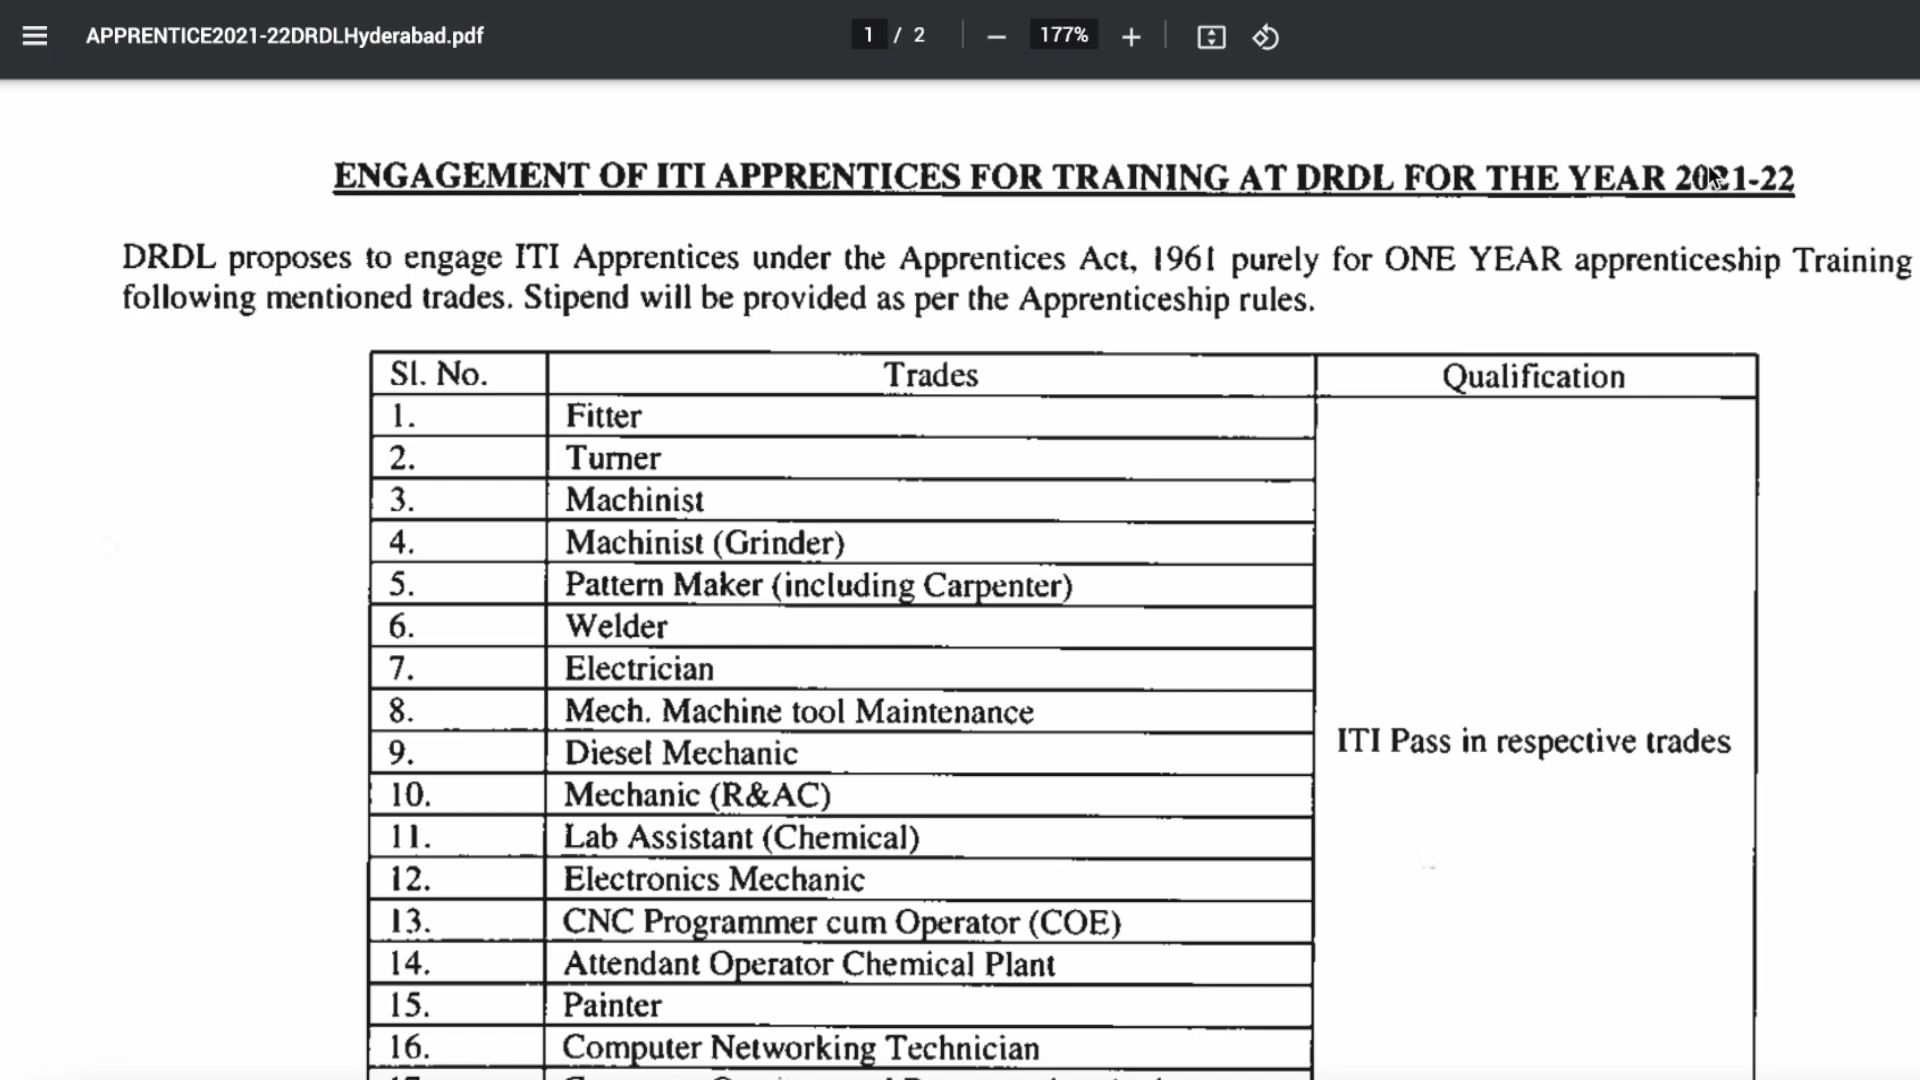 APPRENTICE2021-22DRDLHyderabad.pdf
1 / 2
177%
ENGAGEMENT OF ITI APPRENTICES FOR TRAINING AT DRDL FOR THE YEAR 2021-22
DRDL proposes to engage ITI Apprentices under the Apprentices Act, 1961 purely for ONE YEAR apprenticeship Training
following mentioned trades. Stipend will be provided as per the Apprenticeship rules.
Sl. No. Trades Qualification
1. Fitter
2. Turner
3. Machinist
4. Machinist (Grinder)
5. Pattern Maker (including Carpenter)
6. Welder
7. Electrician
8. Mech. Machine tool Maintenance
ITI Pass in respective trades
9. Diesel Mechanic
10. Mechanic (R&AC)
11. Lab Assistant (Chemical)
12. Electronics Mechanic
13. CNC Programmer cum Operator (COE)
14. Attendant Operator Chemical Plant
15. Painter
16. Computer Networking Technician